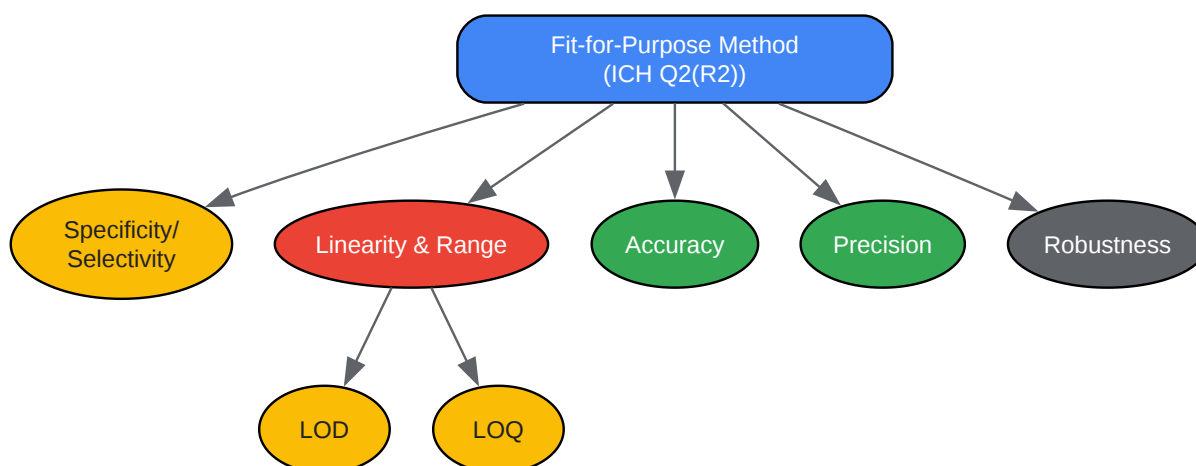 Fit-for-Purpose Method
(ICH Q2(R2))
Specificity/
Selectivity
Linearity & Range
Accuracy
Precision
Robustness
LOD
LOQ